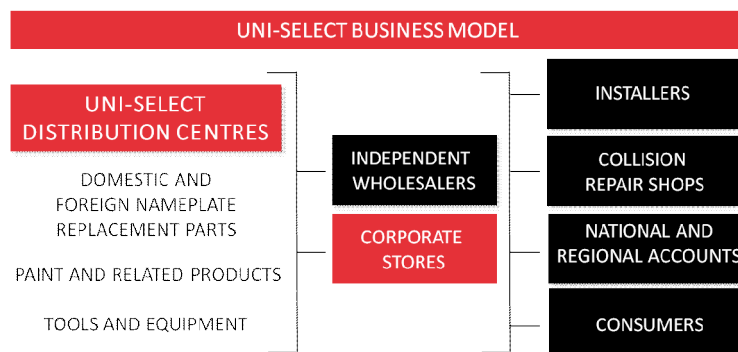 UNI-SELECT BUSINESS MODEL
UNI-SELECT
DISTRIBUTION CENTRES
DOMESTIC AND
FOREIGN NAMEPLATE
REPLACEMENT PARTS
PAINT AND RELATED PRODUCTS
TOOLS AND EQUIPMENT
INDEPENDENT
WHOLESALERS
CORPORATE
STORES
INSTALLERS
COLLISION
REPAIR SHOPS
NATIONAL AND
REGIONAL ACCOUNTS
CONSUMERS